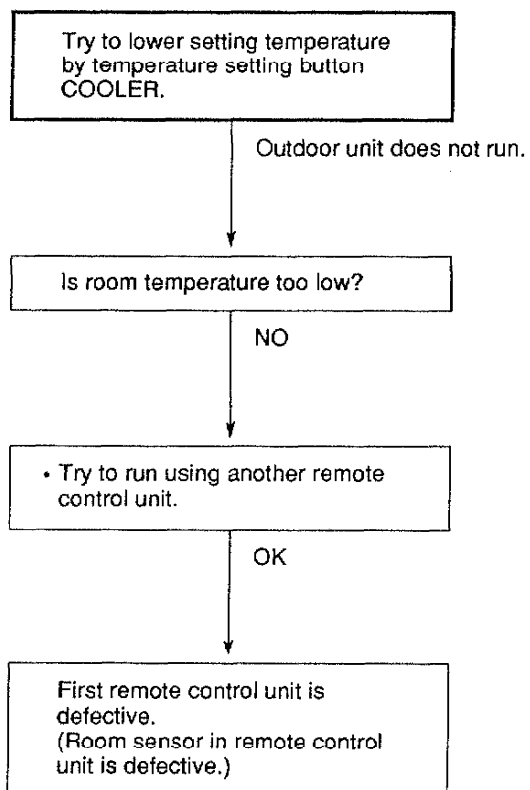 Try to lower setting temperature
by temperature setting button
COOLER.
Outdoor unit does not run.
Is room temperature too low?
NO
• Try to run using another remote
control unit.
OK
First remote control unit is
defective.
(Room sensor in remote control
unit is defective.)